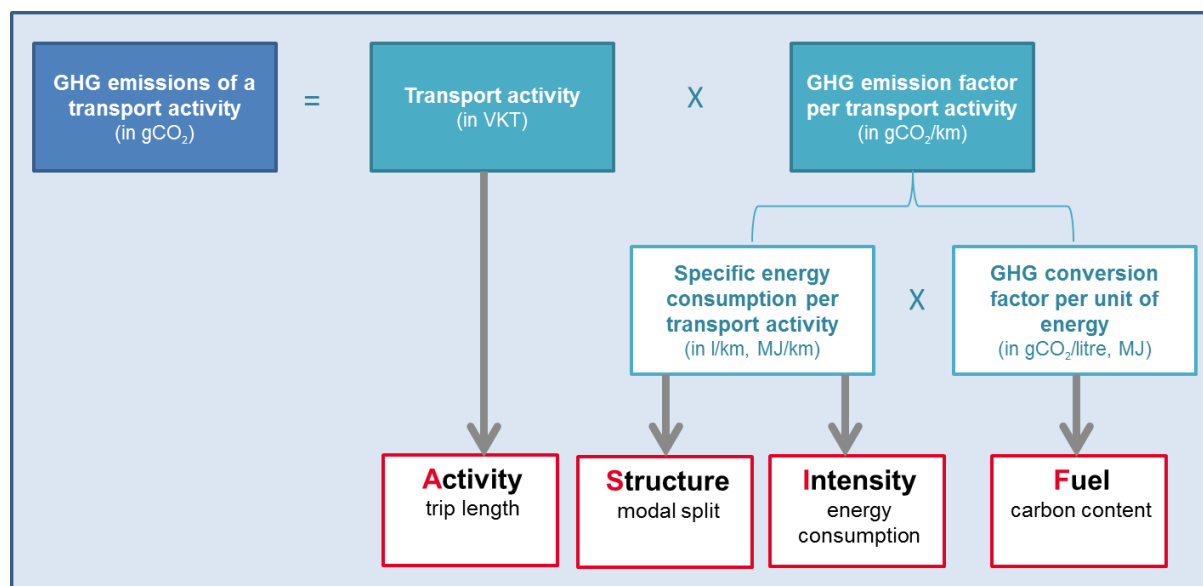 GHG emissions of a
transport activity
(in gCO₂)
=
Transport activity
(in VKT)
X
GHG emission factor
per transport activity
(in gCO₂/km)
Specific energy
consumption per
transport activity
(in l/km, MJ/km)
X
GHG conversion
factor per unit of
energy
(in gCO₂/litre, MJ)
Activity
trip length
Structure
modal split
Intensity
energy
consumption
Fuel
carbon content